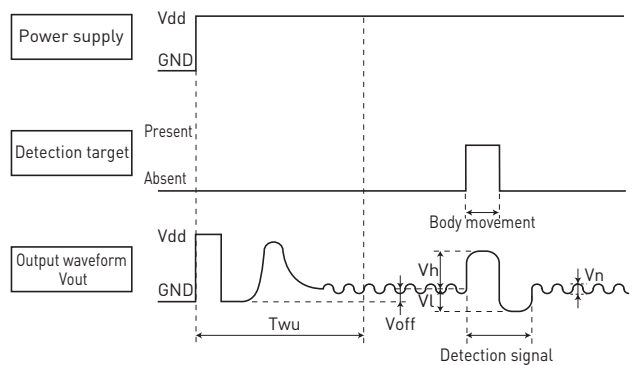 Power supply
Vdd
GND
Detection target
Present
Absent
Body movement
Output waveform
Vout
Vdd
GND
Vh
Vl
Vn
Twu
Voff
Detection signal